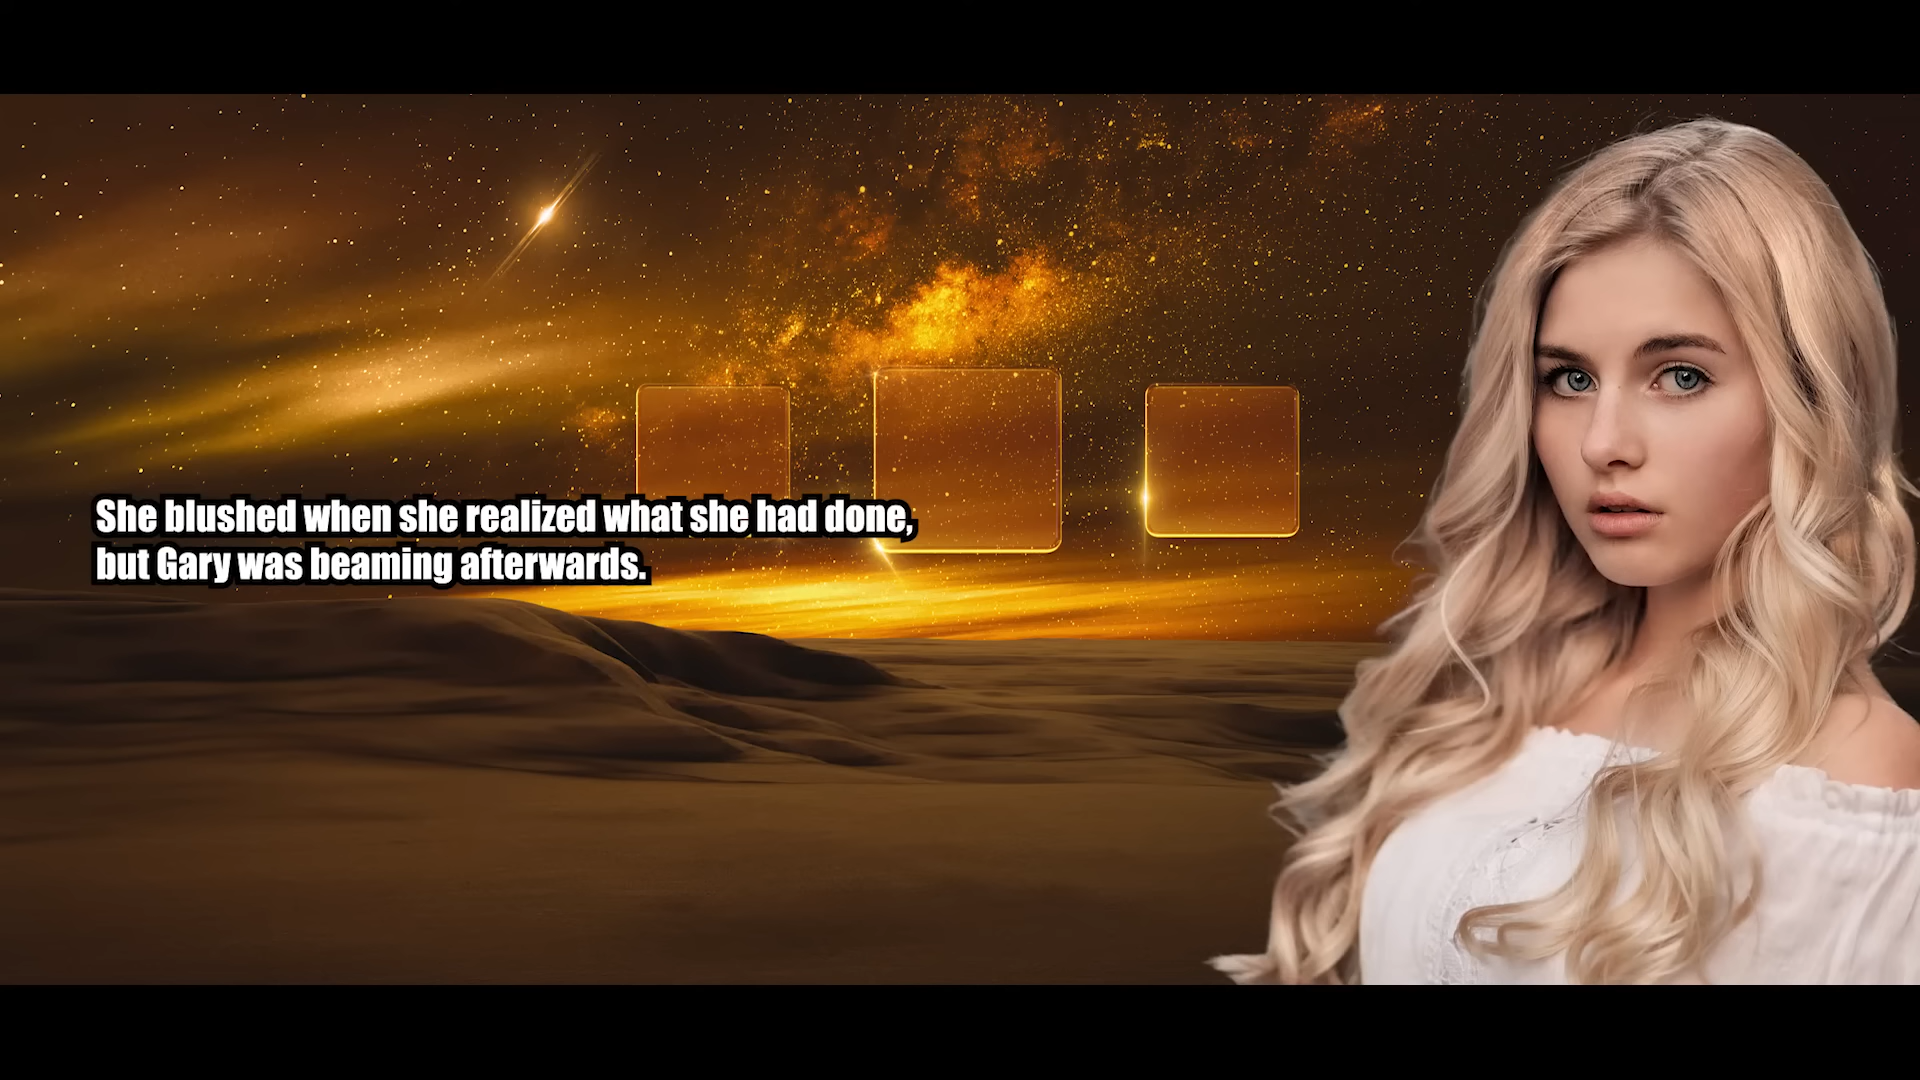 She blushed when she realized what she had done,
but Gary was beaming afterwards.